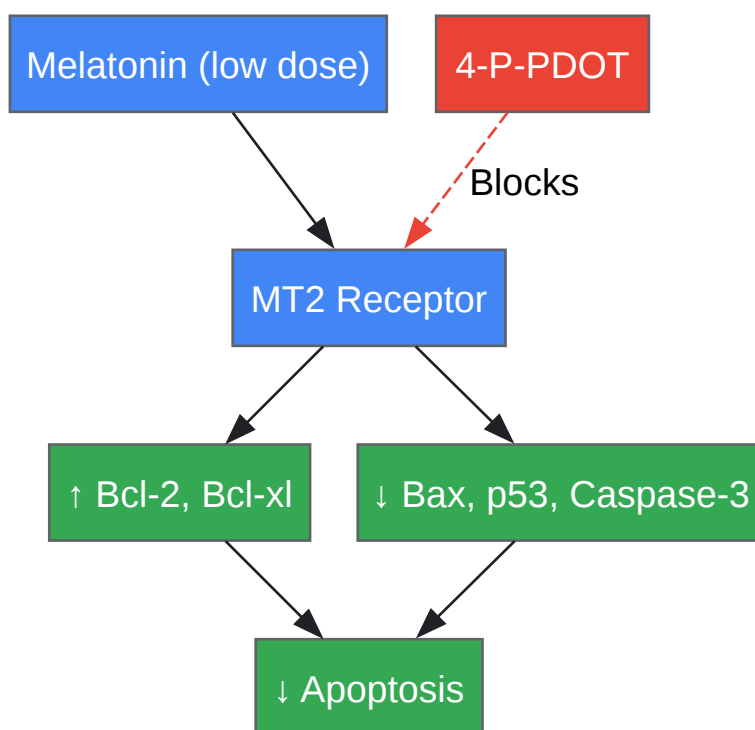 Melatonin (low dose)
4-P-PDOT
Blocks
MT2 Receptor
↑ Bcl-2, Bcl-xl
↓ Bax, p53, Caspase-3
↓ Apoptosis